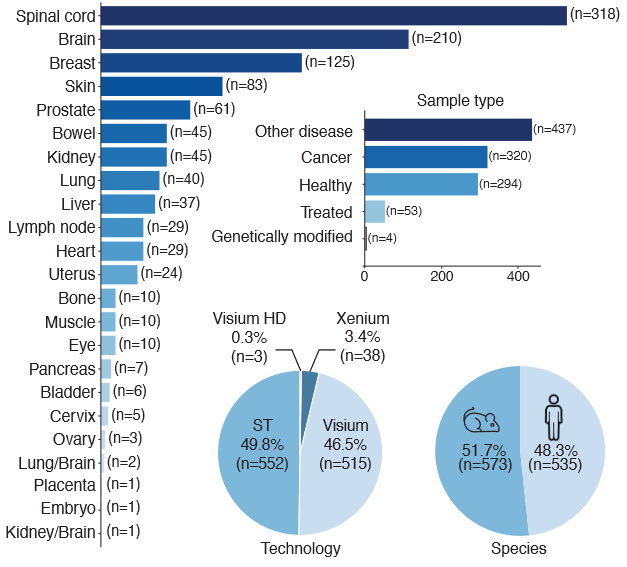 Spinal cord (n=318)
Brain (n=210)
Breast (n=125)
Skin (n=83)
Prostate (n=61)
Bowel (n=45)
Kidney (n=45)
Lung (n=40)
Liver (n=37)
Lymph node (n=29)
Heart (n=29)
Uterus (n=24)
Bone (n=10)
Muscle (n=10)
Eye (n=10)
Pancreas (n=7)
Bladder (n=6)
Cervix (n=5)
Ovary (n=3)
Lung/Brain (n=2)
Placenta (n=1)
Embryo (n=1)
Kidney/Brain (n=1)
Sample type
Other disease (n=437)
Cancer (n=320)
Healthy (n=294)
Treated (n=53)
Genetically modified (n=4)
0 200 400
Visium HD
0.3%
(n=3)
Xenium
3.4%
(n=38)
ST
49.8%
(n=552)
Visium
46.5%
(n=515)
Technology
51.7%
(n=573)
48.3%
(n=535)
Species